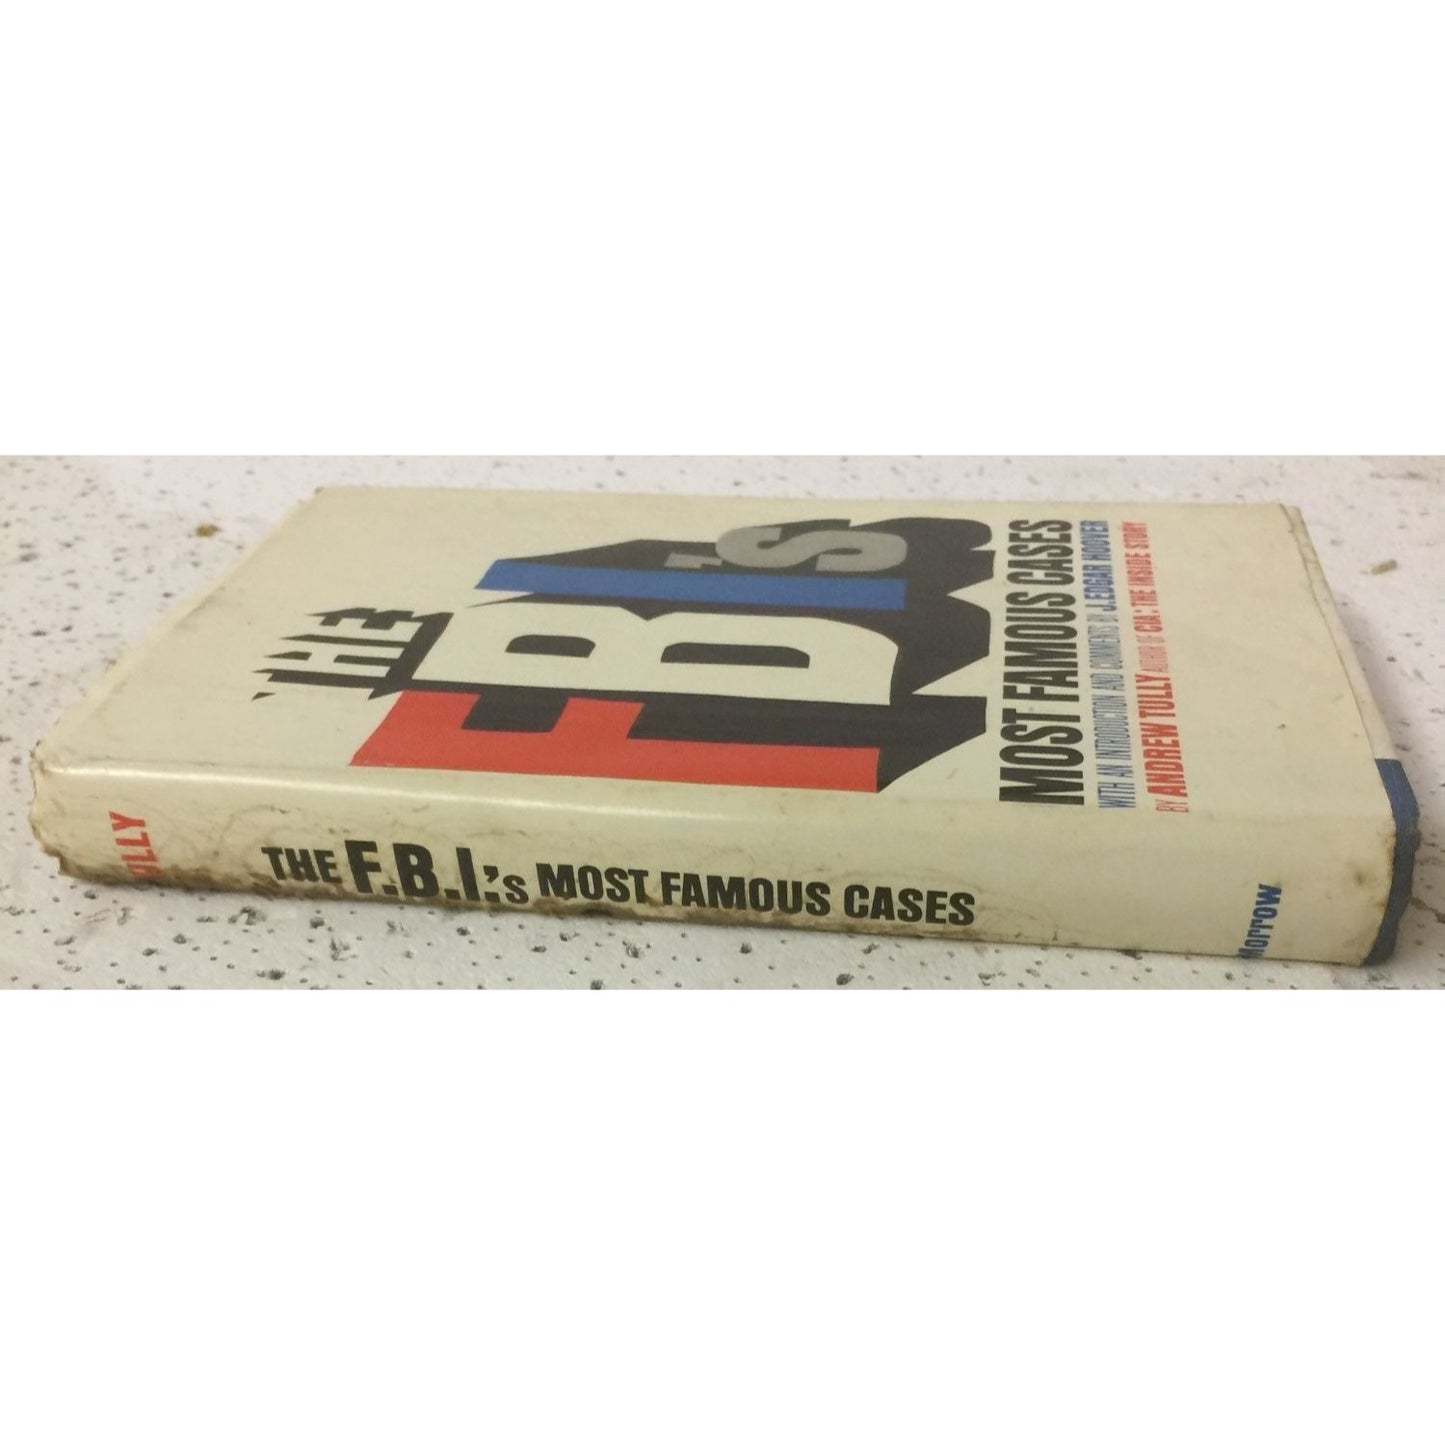 THE
FBI'S
MOST FAMOUS CASES
WITH AN INTRODUCTION AND COMMENTS BY J. EDGAR HOOVER
BY ANDREW TULLY AUTHOR OF CIA: THE INSIDE STORY
THE F.B.I.'s MOST FAMOUS CASES
Morrow